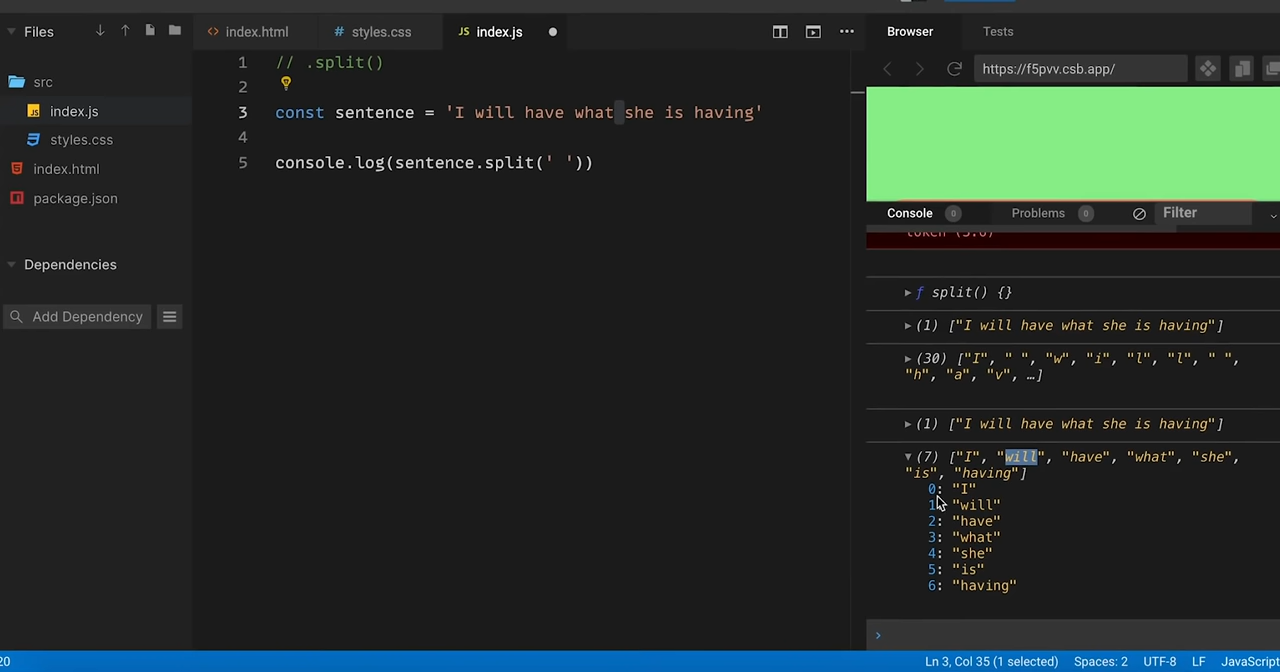 Files
index.html
styles.css
index.js
Browser
Tests
src
index.js
styles.css
index.html
package.json
Dependencies
Add Dependency
1 // .split()
2
3 const sentence = 'I will have what she is having'
4
5 console.log(sentence.split(' '))
https://f5pvv.csb.app/
Console 0 Problems 0 Filter
ƒ split() {}
(1) ["I will have what she is having"]
(30) ["I", " ", "w", "i", "l", "l", " ",
"h", "a", "v", …]
(1) ["I will have what she is having"]
(7) ["I", "will", "have", "what", "she",
"is", "having"]
0: "I"
1: "will"
2: "have"
3: "what"
4: "she"
5: "is"
6: "having"
20 Ln 3, Col 35 (1 selected) Spaces: 2 UTF-8 LF JavaScript